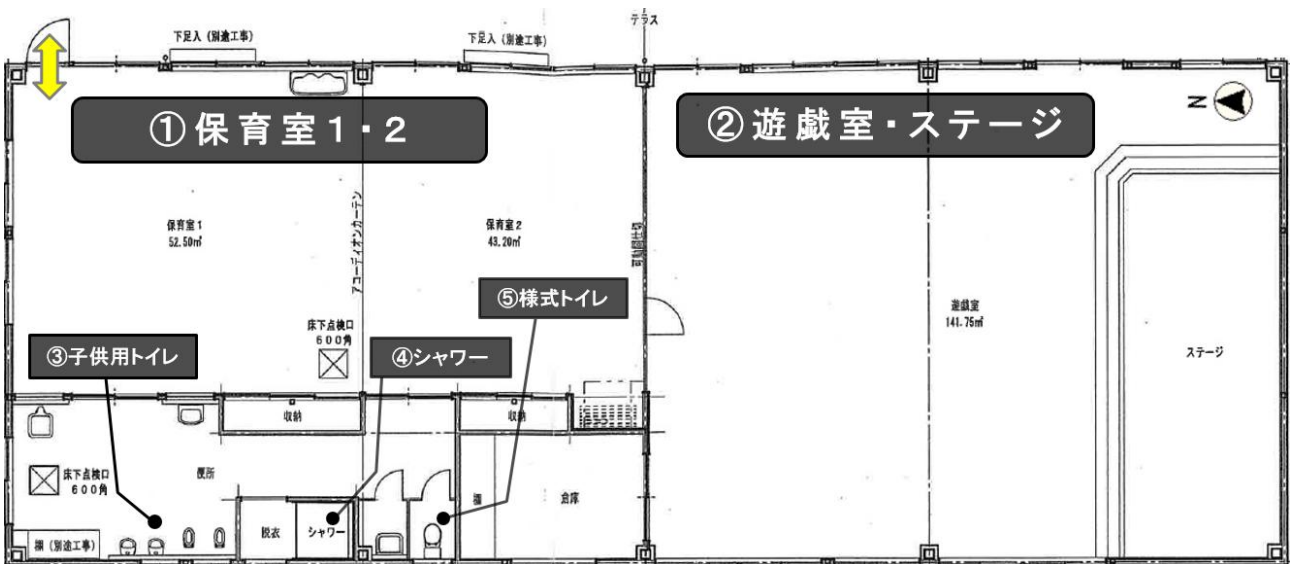 テラス
下足入(別途工事)
下足入(別途工事)
①保育室1・2
②遊戯室・ステージ
N
保育室1
52.50㎡
アコーディオンカーテン
保育室2
43.20㎡
可動間仕切
⑤様式トイレ
遊戯室
141.75㎡
床下点検口
600角
③子供用トイレ
④シャワー
ステージ
収納
収納
床下点検口
600角
便所
棚
倉庫
脱衣
シャワー
棚(別途工事)